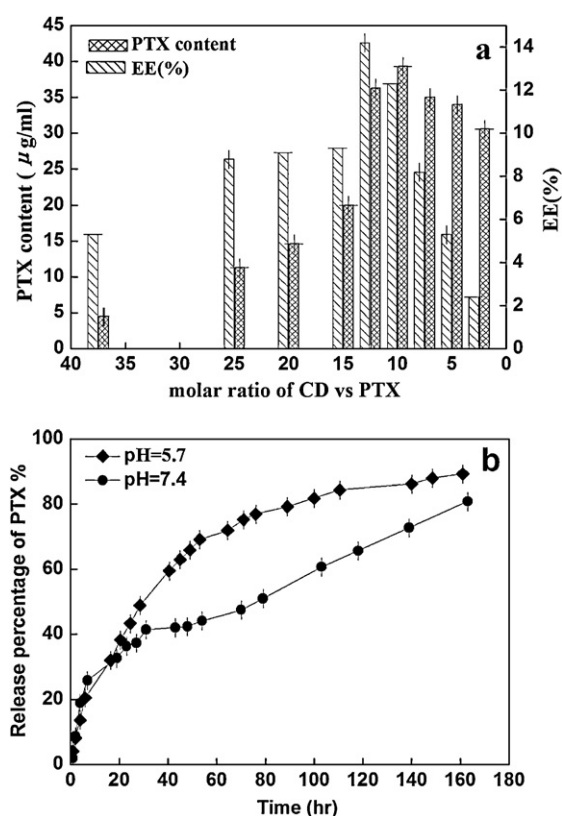 a
PTX content
EE(%)
PTX content ( μg/ml)
45
40
35
30
25
20
15
10
5
0
14
12
10
8
6
4
2
0
EE(%)
40 35 30 25 20 15 10 5 0
molar ratio of CD vs PTX
b
pH=5.7
pH=7.4
Release percentage of PTX %
100
80
60
40
20
0
0 20 40 60 80 100 120 140 160 180
Time (hr)